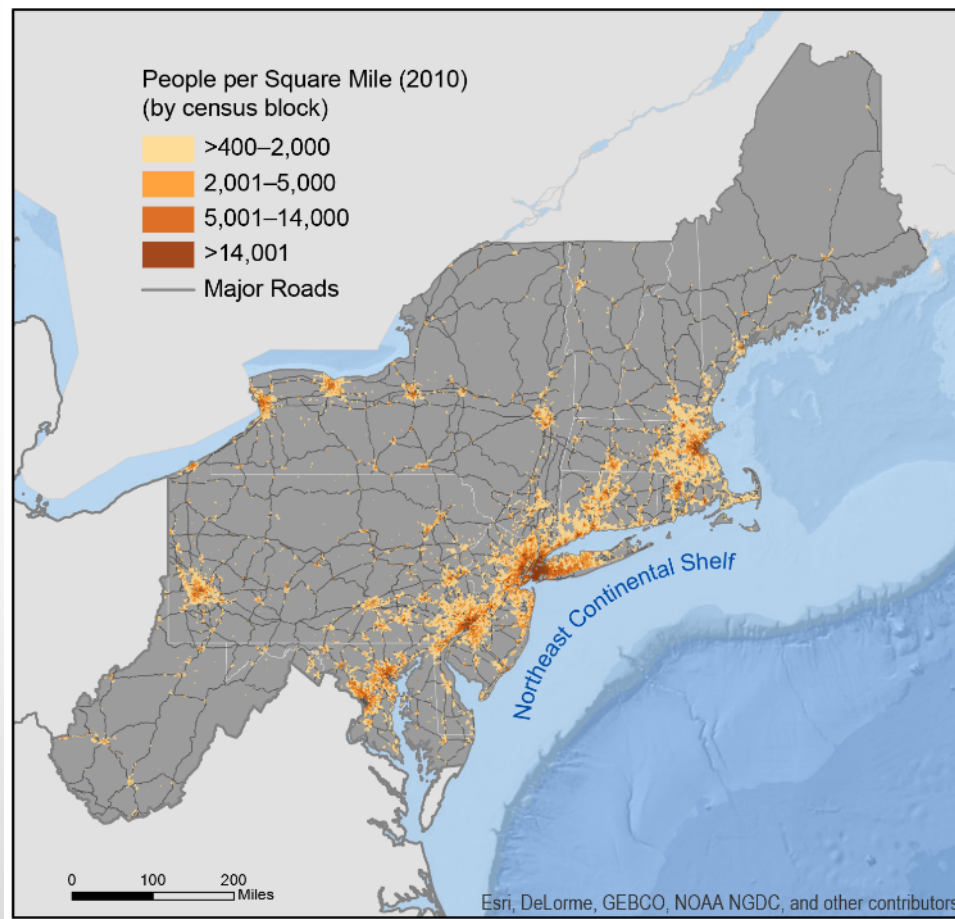 People per Square Mile (2010)
(by census block)
>400–2,000
2,001–5,000
5,001–14,000
>14,001
Major Roads
Northeast Continental Shelf
0 100 200
Miles
Esri, DeLorme, GEBCO, NOAA NGDC, and other contributors